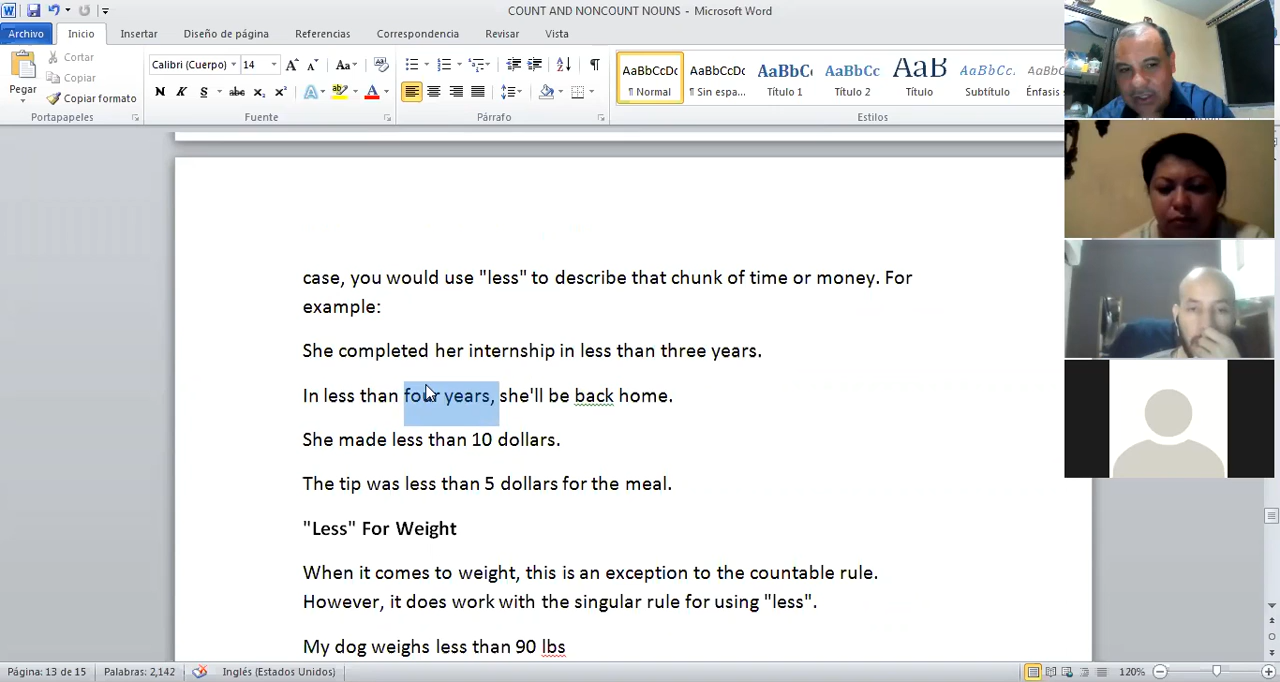 COUNT AND NONCOUNT NOUNS - Microsoft Word
Archivo Inicio Insertar Diseño de página Referencias Correspondencia Revisar Vista
Pegar
Cortar
Copiar
Copiar formato
Portapapeles
Calibri (Cuerpo) 14
N K S abc x₂ x²
Fuente
Párrafo
AaBbCcDc AaBbCcDc AaBbC AaBbCc AaB AaBbCc AaBbC
¶ Normal ¶ Sin espa... Título 1 Título 2 Título Subtítulo Énfasis
Estilos
case, you would use "less" to describe that chunk of time or money. For
example:
She completed her internship in less than three years.
In less than four years, she'll be back home.
She made less than 10 dollars.
The tip was less than 5 dollars for the meal.
"Less" For Weight
When it comes to weight, this is an exception to the countable rule.
However, it does work with the singular rule for using "less".
My dog weighs less than 90 lbs
Página: 13 de 15 Palabras: 2,142 Inglés (Estados Unidos) 120%